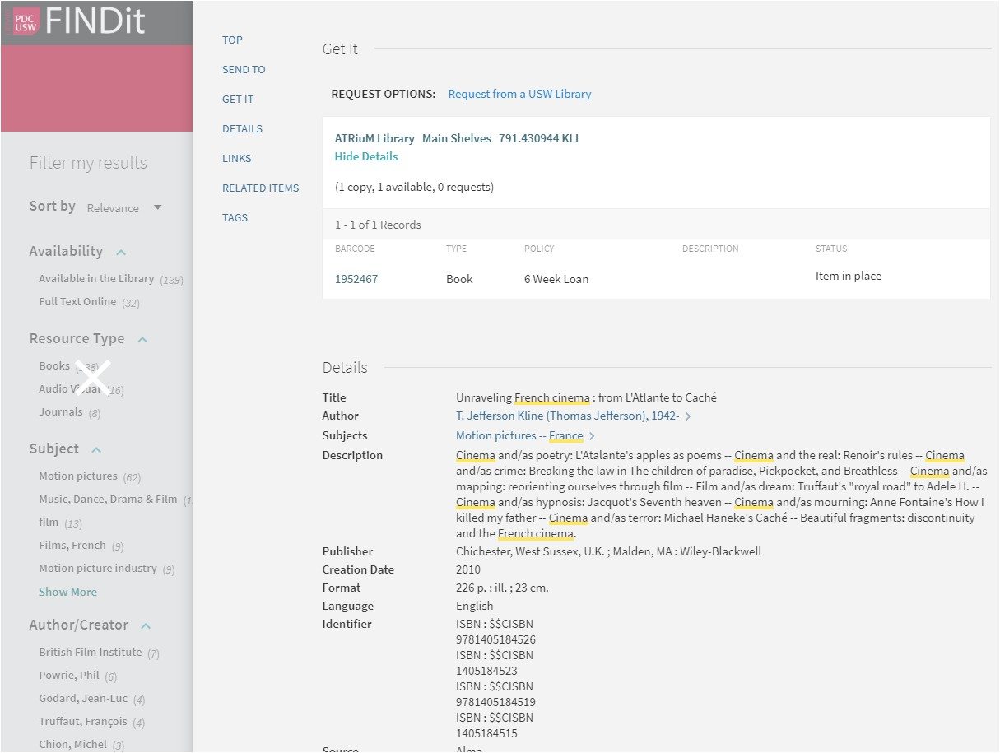 PDC
USW
FINDit
Filter my results
Sort by Relevance
Availability
Available in the Library (139)
Full Text Online (32)
Resource Type
Books
Audio Visual 16)
Journals (8)
Subject
Motion pictures (62)
Music, Dance, Drama & Film (1
film (13)
Films, French (9)
Motion picture industry (9)
Show More
Author/Creator
British Film Institute (7)
Powrie, Phil (6)
Godard, Jean-Luc (4)
Truffaut, François (4)
Chion, Michel (3)
TOP
SEND TO
GET IT
DETAILS
LINKS
RELATED ITEMS
TAGS
Get It
REQUEST OPTIONS: Request from a USW Library
ATRiuM Library Main Shelves 791.430944 KLI
Hide Details
(1 copy, 1 available, 0 requests)
1 - 1 of 1 Records
BARCODE TYPE POLICY DESCRIPTION STATUS
1952467 Book 6 Week Loan Item in place
Details
Title Unraveling French cinema : from L'Atlante to Caché
Author T. Jefferson Kline (Thomas Jefferson), 1942- >
Subjects Motion pictures -- France >
Description Cinema and/as poetry: L'Atalante's apples as poems -- Cinema and the real: Renoir's rules -- Cinema
and/as crime: Breaking the law in The children of paradise, Pickpocket, and Breathless -- Cinema and/as
mapping: reorienting ourselves through film -- Film and/as dream: Truffaut's "royal road" to Adele H. --
Cinema and/as hypnosis: Jacquot's Seventh heaven -- Cinema and/as mourning: Anne Fontaine's How I
killed my father -- Cinema and/as terror: Michael Haneke's Caché -- Beautiful fragments: discontinuity
and the French cinema.
Publisher Chichester, West Sussex, U.K. ; Malden, MA : Wiley-Blackwell
Creation Date 2010
Format 226 p. : ill. ; 23 cm.
Language English
Identifier ISBN : $$CISBN
9781405184526
ISBN : $$CISBN
1405184523
ISBN : $$CISBN
9781405184519
ISBN : $$CISBN
1405184515
Source Alma